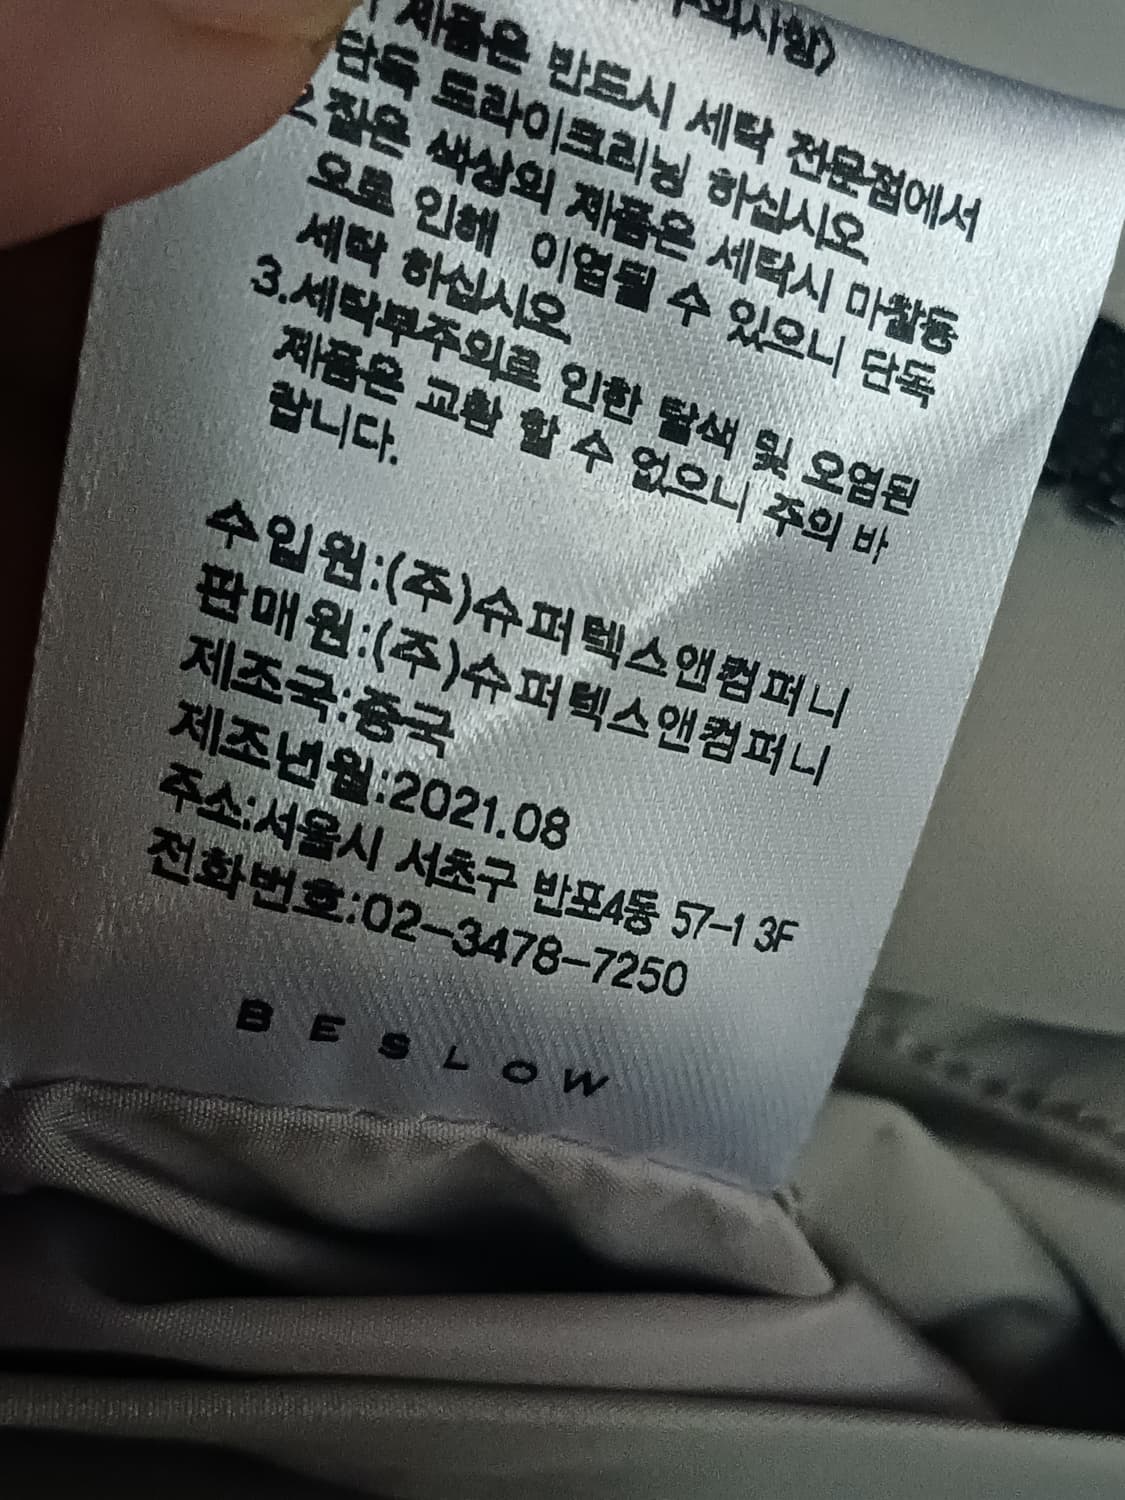 주의사항>
제품은 반드시 세탁 전문점에서
단독 드라이크리닝 하십시오
2.짙은 색상의 제품은 세탁시 마찰등
으로 인해 이염될 수 있으니 단독
세탁 하십시오
3.세탁부주의로 인한 탈색 및 오염된
제품은 교환 할 수 없으니 주의 바
랍니다.
수입원:(주)슈퍼텍스앤컴퍼니
판매원:(주)슈퍼텍스앤컴퍼니
제조국:중국
제조년월:2021.08
주소:서울시 서초구 반포4동 57-1 3F
전화번호:02-3478-7250
BESLOW